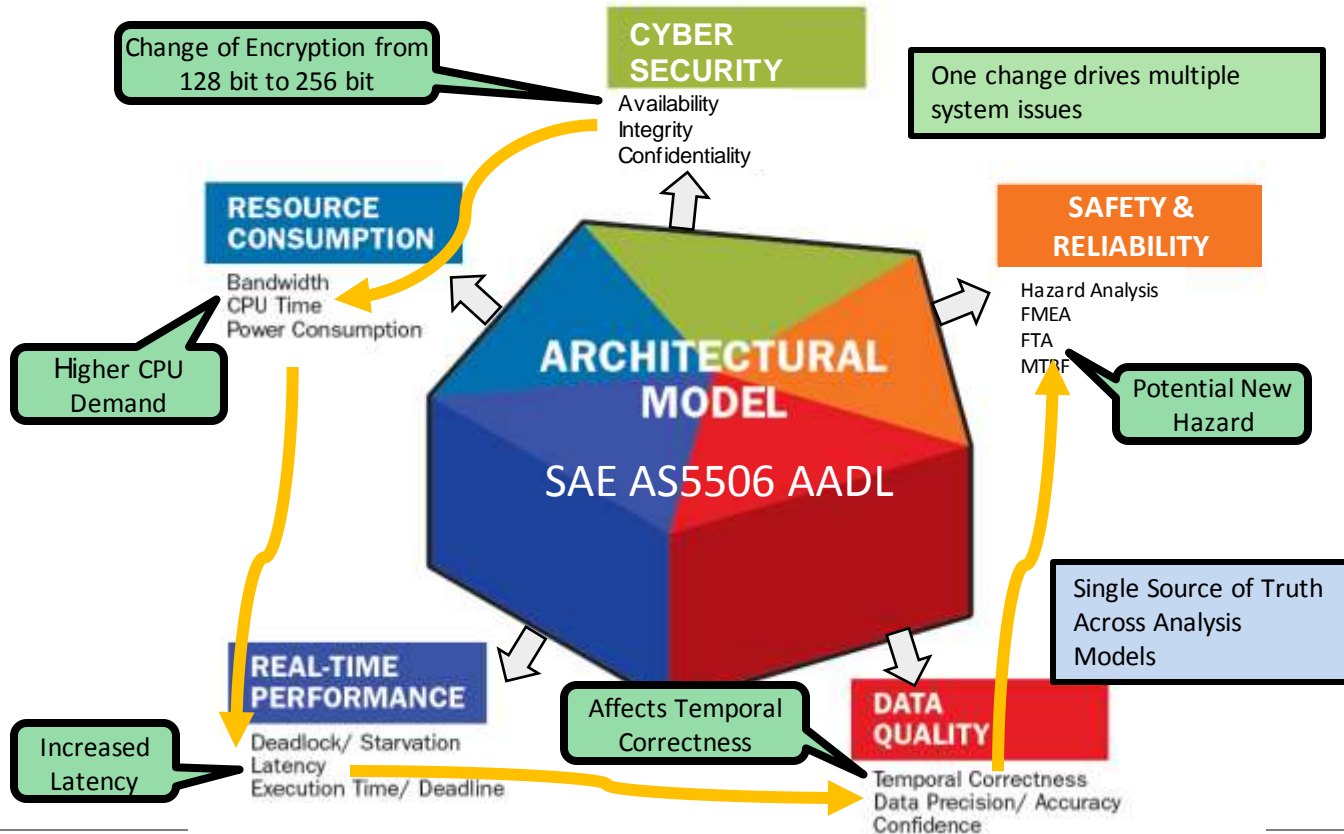 Change of Encryption from
128 bit to 256 bit
CYBER
SECURITY
Availability
Integrity
Confidentiality
One change drives multiple
system issues
RESOURCE
CONSUMPTION
Bandwidth
CPU Time
Power Consumption
Higher CPU
Demand
SAFETY &
RELIABILITY
Hazard Analysis
FMEA
FTA
MTBF
Potential New
Hazard
ARCHITECTURAL
MODEL
SAE AS5506 AADL
Single Source of Truth
Across Analysis
Models
REAL-TIME
PERFORMANCE
Deadlock/ Starvation
Latency
Execution Time/ Deadline
Increased
Latency
Affects Temporal
Correctness
DATA
QUALITY
Temporal Correctness
Data Precision/ Accuracy
Confidence